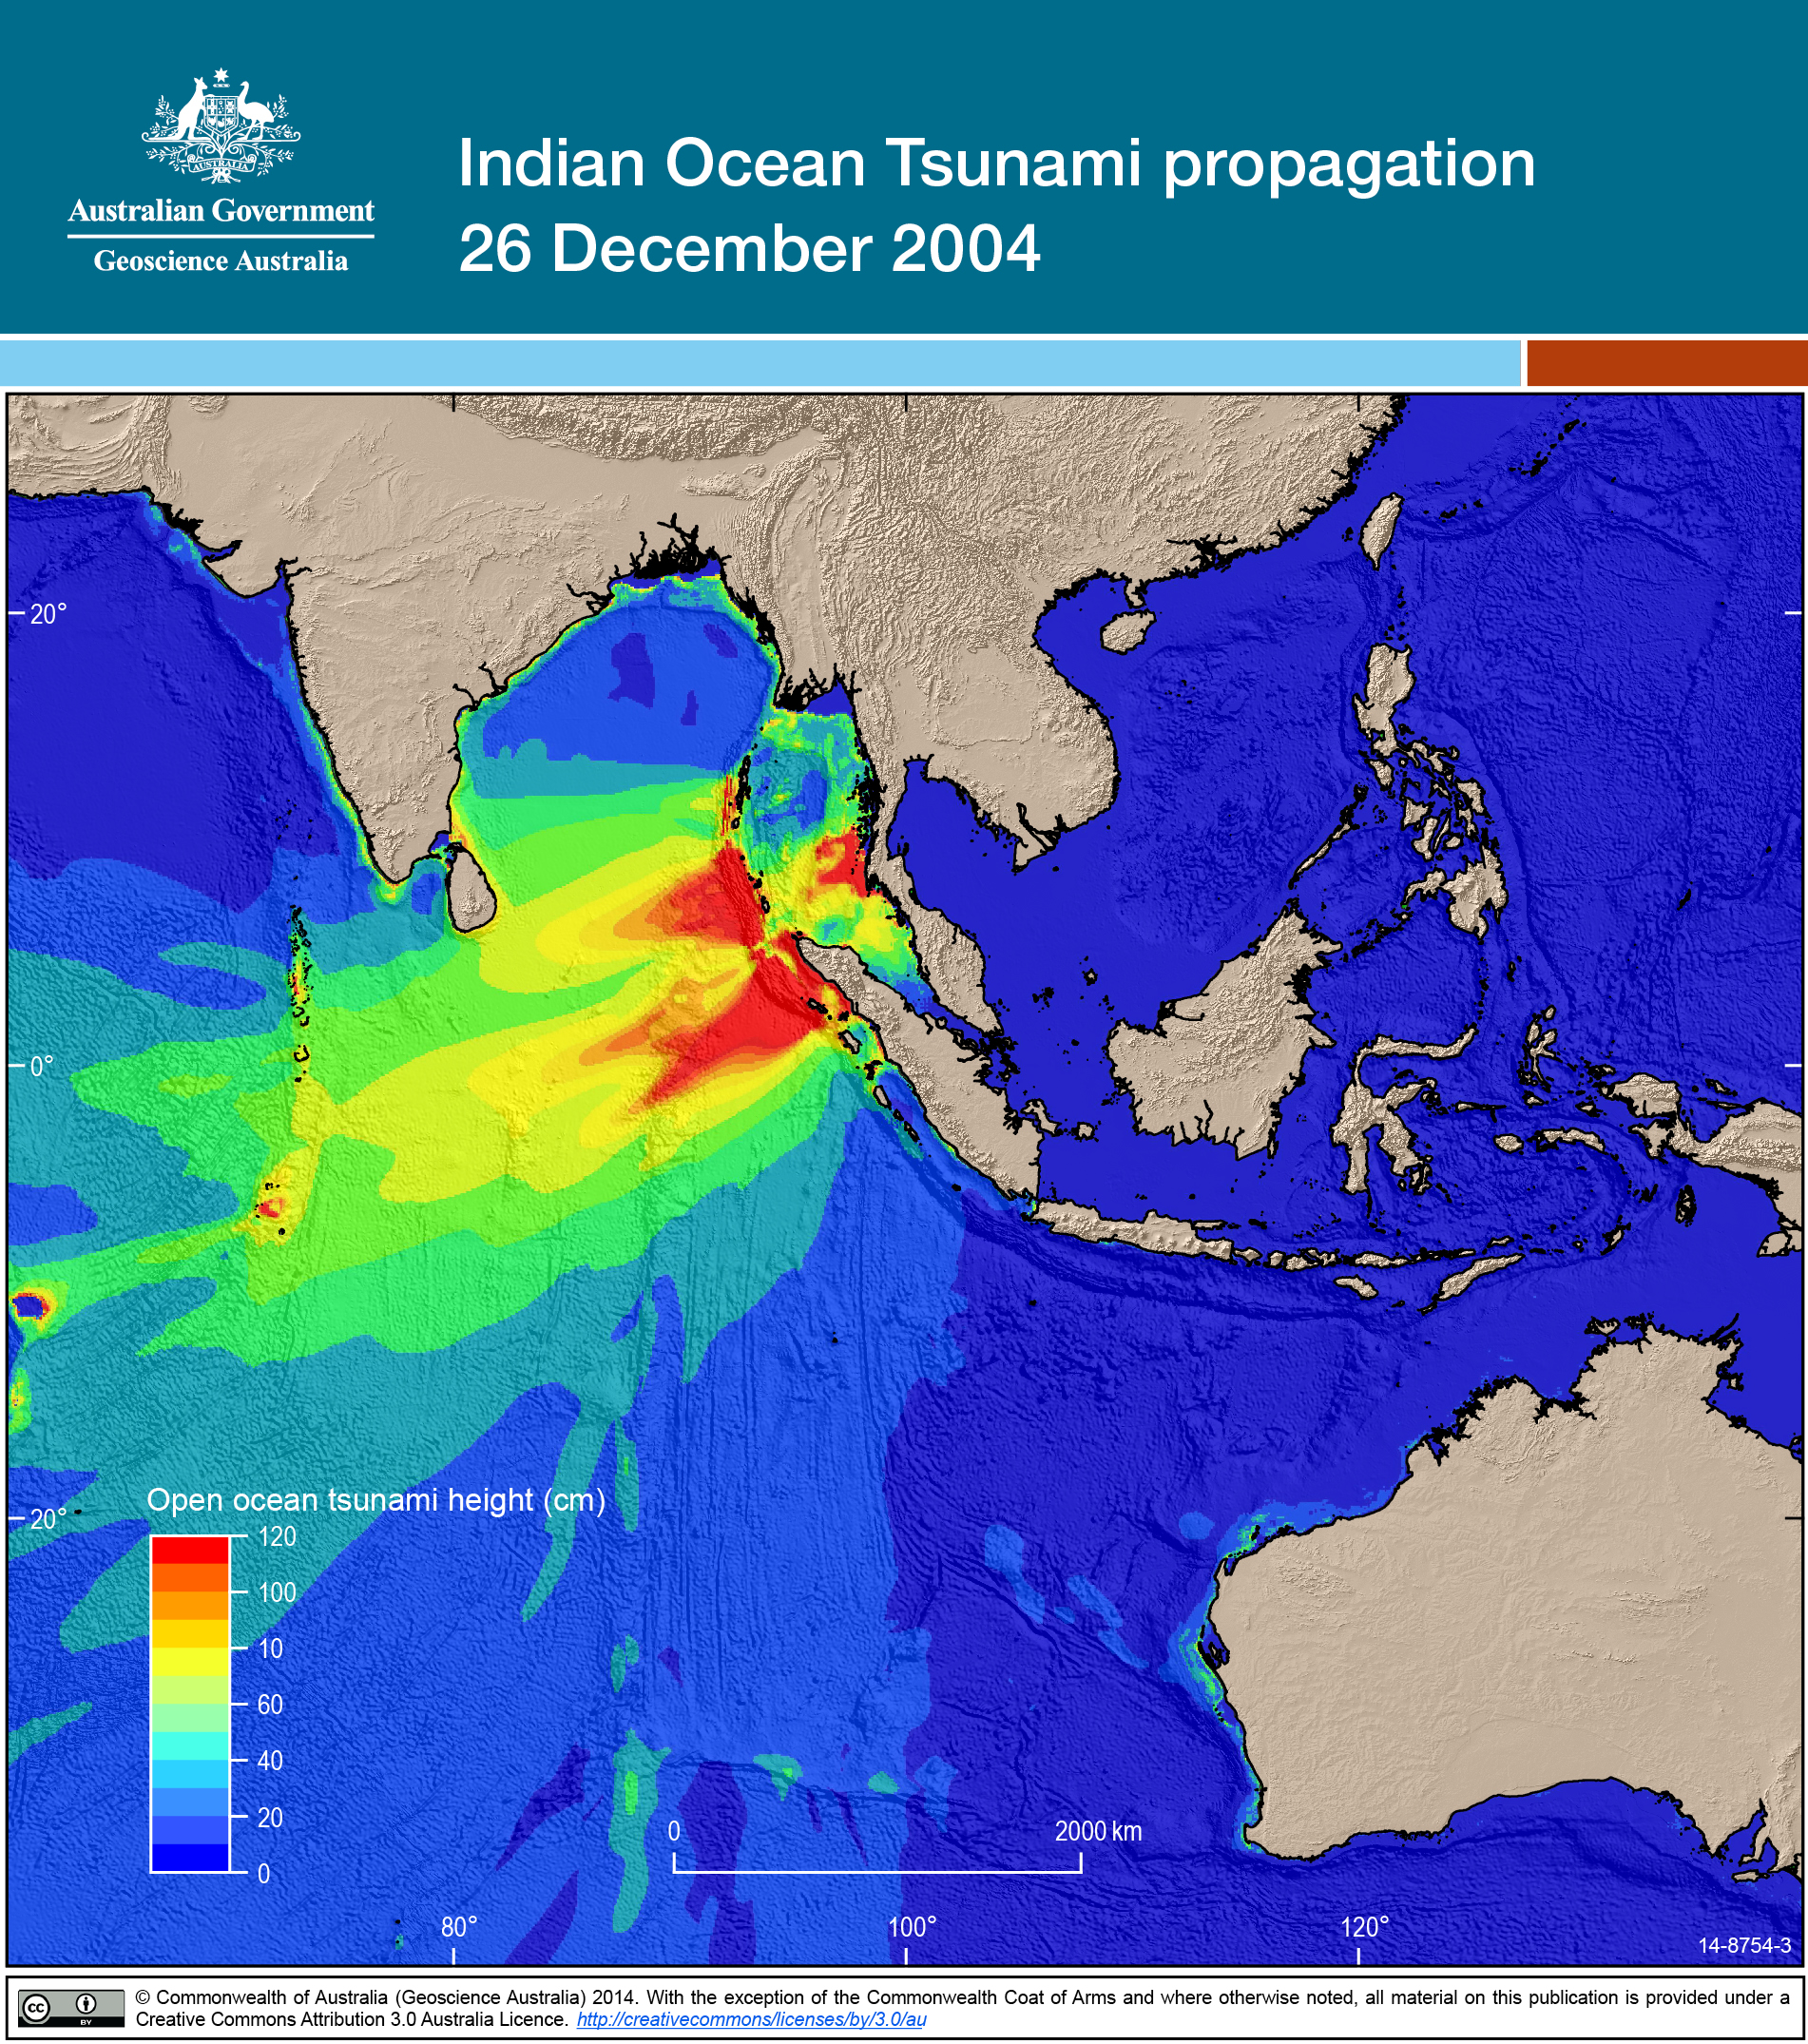 AUSTRALIA
Australian Government
Geoscience Australia
Indian Ocean Tsunami propagation
26 December 2004
20°
0°
20°
Open ocean tsunami height (cm)
120
100
10
60
40
20
0
0
2000 km
80°
100°
120°
14-8754-3
cc
BY
© Commonwealth of Australia (Geoscience Australia) 2014. With the exception of the Commonwealth Coat of Arms and where otherwise noted, all material on this publication is provided under a
Creative Commons Attribution 3.0 Australia Licence. http://creativecommons/licenses/by/3.0/au